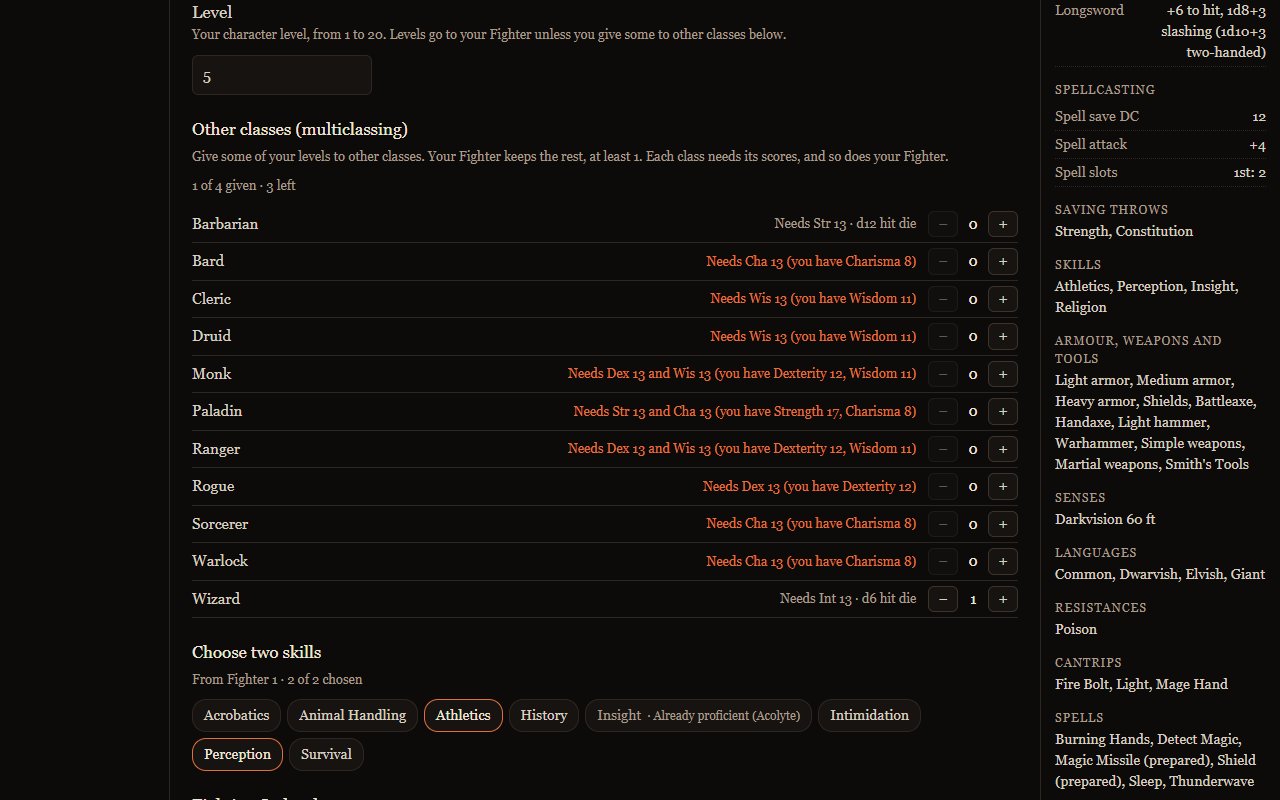 Level
Your character level, from 1 to 20. Levels go to your Fighter unless you give some to other classes below.
5
Other classes (multiclassing)
Give some of your levels to other classes. Your Fighter keeps the rest, at least 1. Each class needs its scores, and so does your Fighter.
1 of 4 given · 3 left
Barbarian Needs Str 13 · d12 hit die − 0 +
Bard Needs Cha 13 (you have Charisma 8) − 0 +
Cleric Needs Wis 13 (you have Wisdom 11) − 0 +
Druid Needs Wis 13 (you have Wisdom 11) − 0 +
Monk Needs Dex 13 and Wis 13 (you have Dexterity 12, Wisdom 11) − 0 +
Paladin Needs Str 13 and Cha 13 (you have Strength 17, Charisma 8) − 0 +
Ranger Needs Dex 13 and Wis 13 (you have Dexterity 12, Wisdom 11) − 0 +
Rogue Needs Dex 13 (you have Dexterity 12) − 0 +
Sorcerer Needs Cha 13 (you have Charisma 8) − 0 +
Warlock Needs Cha 13 (you have Charisma 8) − 0 +
Wizard Needs Int 13 · d6 hit die − 1 +
Choose two skills
From Fighter 1 · 2 of 2 chosen
Acrobatics Animal Handling Athletics History Insight · Already proficient (Acolyte) Intimidation
Perception Survival
Longsword +6 to hit, 1d8+3
slashing (1d10+3
two-handed)
SPELLCASTING
Spell save DC 12
Spell attack +4
Spell slots 1st: 2
SAVING THROWS
Strength, Constitution
SKILLS
Athletics, Perception, Insight,
Religion
ARMOUR, WEAPONS AND
TOOLS
Light armor, Medium armor,
Heavy armor, Shields, Battleaxe,
Handaxe, Light hammer,
Warhammer, Simple weapons,
Martial weapons, Smith's Tools
SENSES
Darkvision 60 ft
LANGUAGES
Common, Dwarvish, Elvish, Giant
RESISTANCES
Poison
CANTRIPS
Fire Bolt, Light, Mage Hand
SPELLS
Burning Hands, Detect Magic,
Magic Missile (prepared), Shield
(prepared), Sleep, Thunderwave